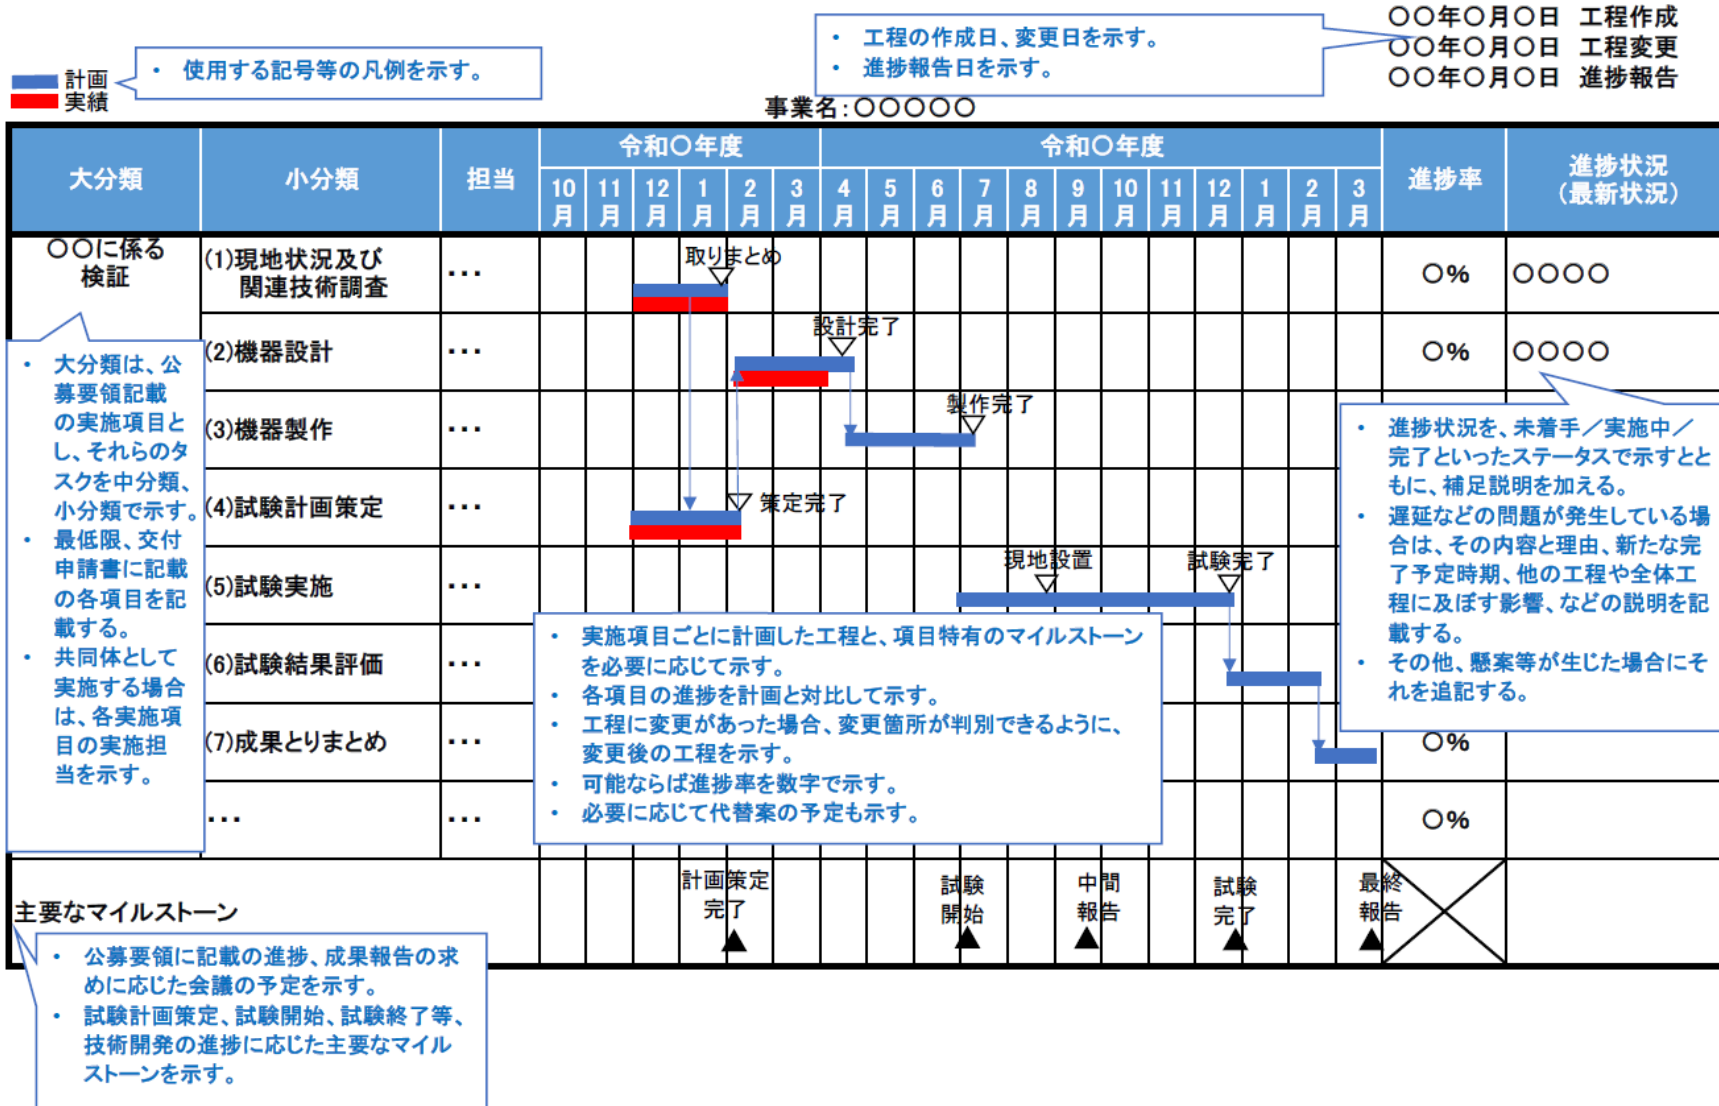 〇〇年〇月〇日 工程作成
〇〇年〇月〇日 工程変更
〇〇年〇月〇日 進捗報告
・ 工程の作成日、変更日を示す。
・ 進捗報告日を示す。
・ 使用する記号等の凡例を示す。
計画
実績
事業名:〇〇〇〇〇
大分類
小分類
担当
令和〇年度
令和〇年度
進捗率
進捗状況
(最新状況)
10月 11月 12月 1月 2月 3月 4月 5月 6月 7月 8月 9月 10月 11月 12月 1月 2月 3月
〇〇に係る
検証
(1)現地状況及び
関連技術調査
・・・
取りまとめ
〇%
〇〇〇〇
(2)機器設計
・・・
設計完了
〇%
〇〇〇〇
(3)機器製作
・・・
製作完了
(4)試験計画策定
・・・
策定完了
(5)試験実施
・・・
現地設置
試験完了
(6)試験結果評価
・・・
(7)成果とりまとめ
・・・
〇%
・・・
・・・
〇%
・ 大分類は、公
募要領記載
の実施項目と
し、それらのタ
スクを中分類、
小分類で示す。
・ 最低限、交付
申請書に記載
の各項目を記
載する。
・ 共同体として
実施する場合
は、各実施項
目の実施担
当を示す。
・ 実施項目ごとに計画した工程と、項目特有のマイルストーン
を必要に応じて示す。
・ 各項目の進捗を計画と対比して示す。
・ 工程に変更があった場合、変更箇所が判別できるように、
変更後の工程を示す。
・ 可能ならば進捗率を数字で示す。
・ 必要に応じて代替案の予定も示す。
・ 進捗状況を、未着手/実施中/
完了といったステータスで示すとと
もに、補足説明を加える。
・ 遅延などの問題が発生している場
合は、その内容と理由、新たな完
了予定時期、他の工程や全体工
程に及ぼす影響、などの説明を記
載する。
・ その他、懸案等が生じた場合にそ
れを追記する。
主要なマイルストーン
計画策定
完了
試験
開始
中間
報告
試験
完了
最終
報告
・ 公募要領に記載の進捗、成果報告の求
めに応じた会議の予定を示す。
・ 試験計画策定、試験開始、試験終了等、
技術開発の進捗に応じた主要なマイル
ストーンを示す。